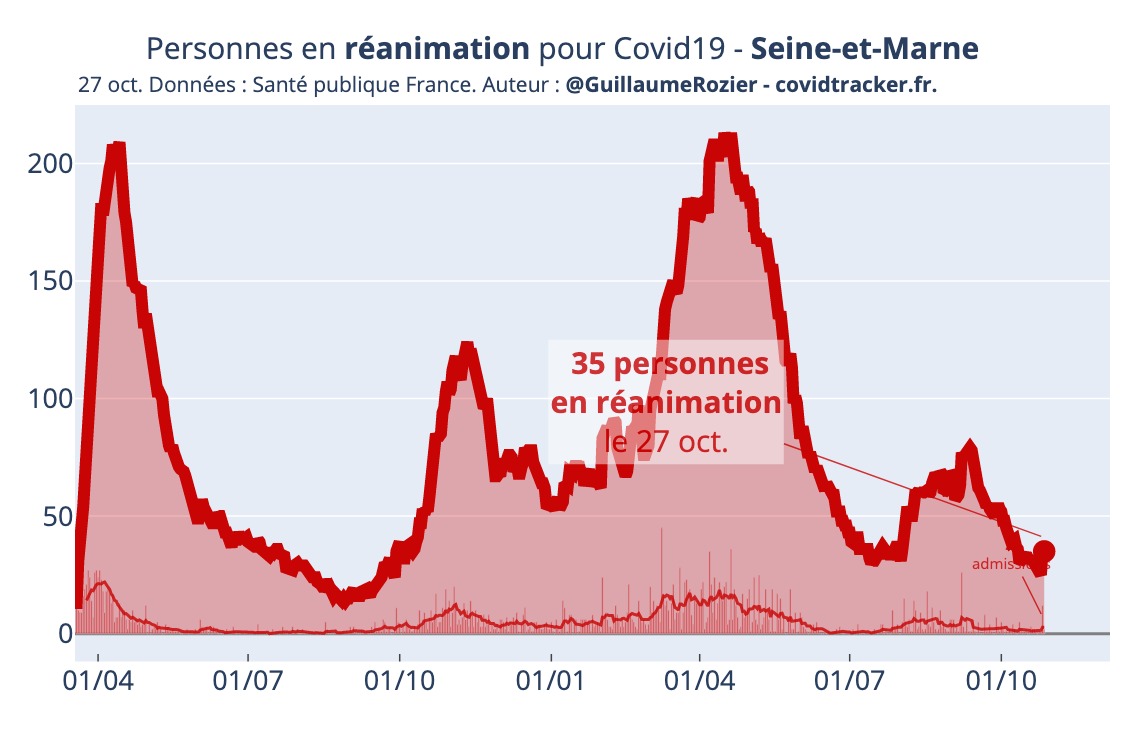 Personnes en réanimation pour Covid19 - Seine-et-Marne
27 oct. Données : Santé publique France. Auteur : @GuillaumeRozier - covidtracker.fr.
200
150
100
50
0
35 personnes
en réanimation
le 27 oct.
admissions
01/04
01/07
01/10
01/01
01/04
01/07
01/10